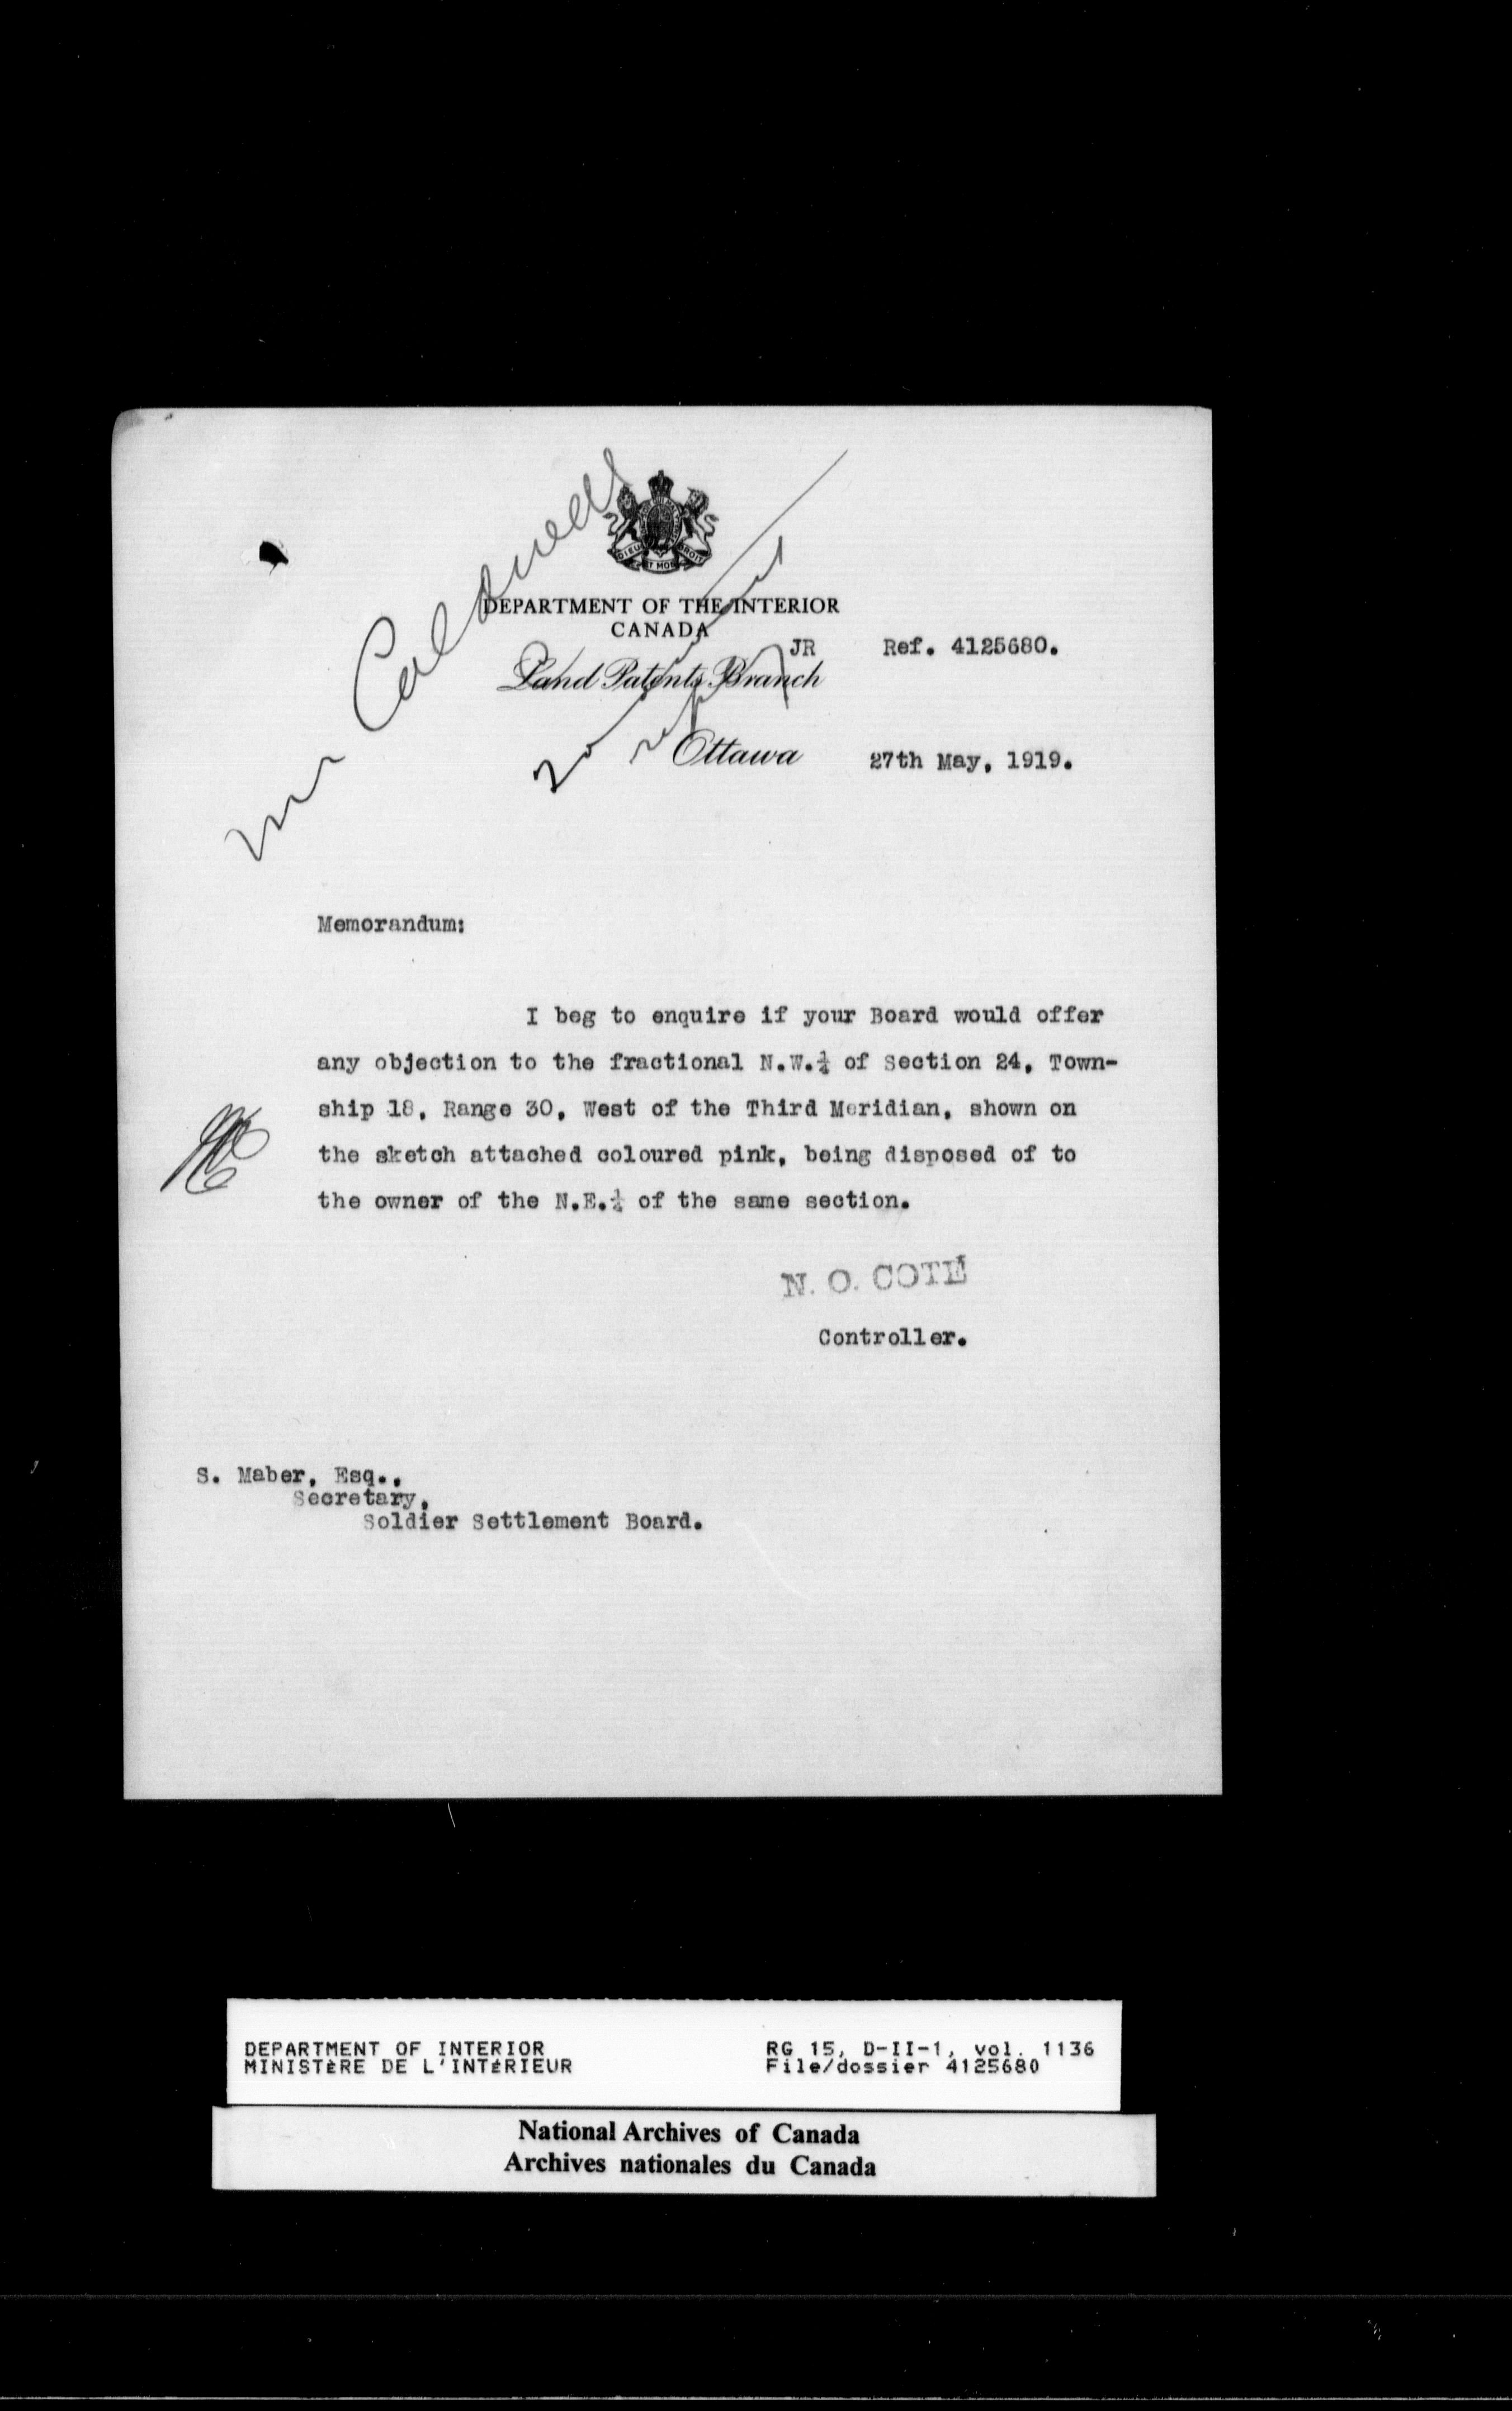 DIEU ET MON DROIT
DEPARTMENT OF THE INTERIOR
CANADA
JR Ref. 4125680.
Land Patents Branch
Ottawa 27th May, 1919.
Mr
Memorandum:
I beg to enquire if your Board would offer
any objection to the fractional N.W.¼ of Section 24, Town-
ship 18, Range 30, West of the Third Meridian, shown on
the sketch attached coloured pink, being disposed of to
the owner of the N.E.¼ of the same section.
N. O. COTÉ
Controller.
S. Maber, Esq.,
Secretary,
Soldier Settlement Board.
DEPARTMENT OF INTERIOR RG 15, D-II-1, vol. 1136
MINISTÈRE DE L'INTÉRIEUR File/dossier 4125680
National Archives of Canada
Archives nationales du Canada